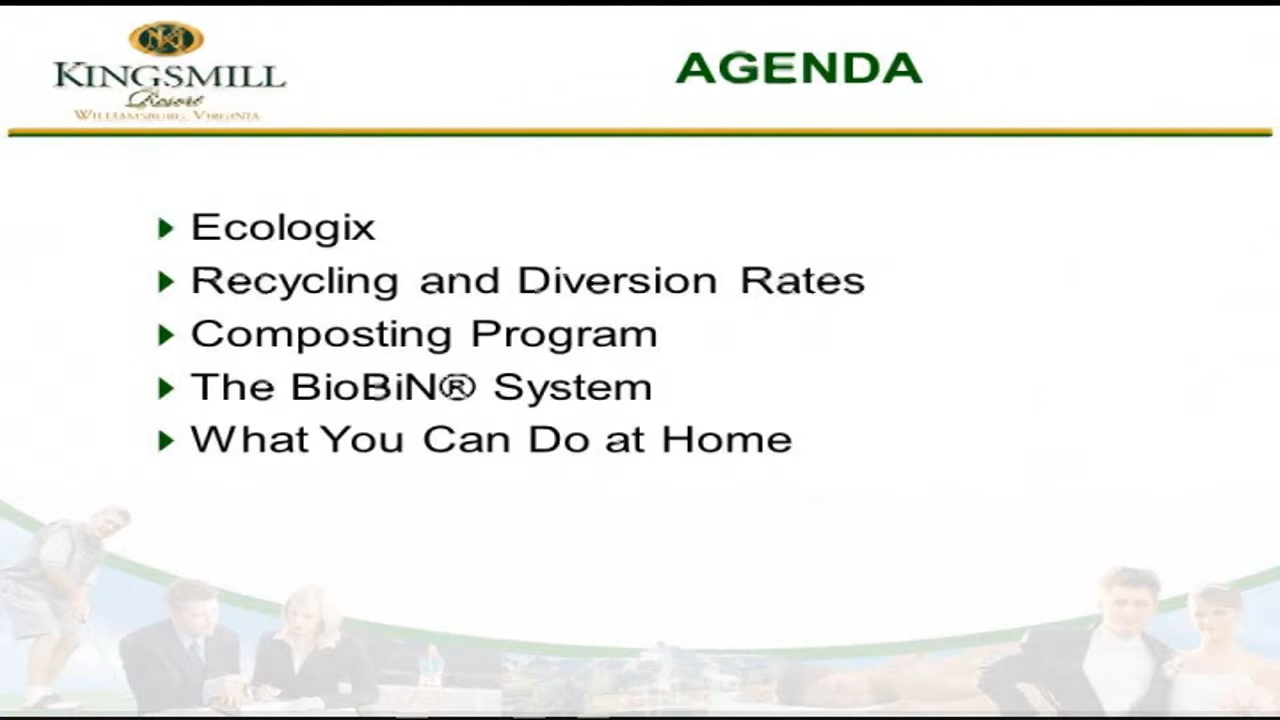 KINGSMILL
Resort
WILLIAMSBURG, VIRGINIA
AGENDA
Ecologix
Recycling and Diversion Rates
Composting Program
The BioBiN® System
What You Can Do at Home